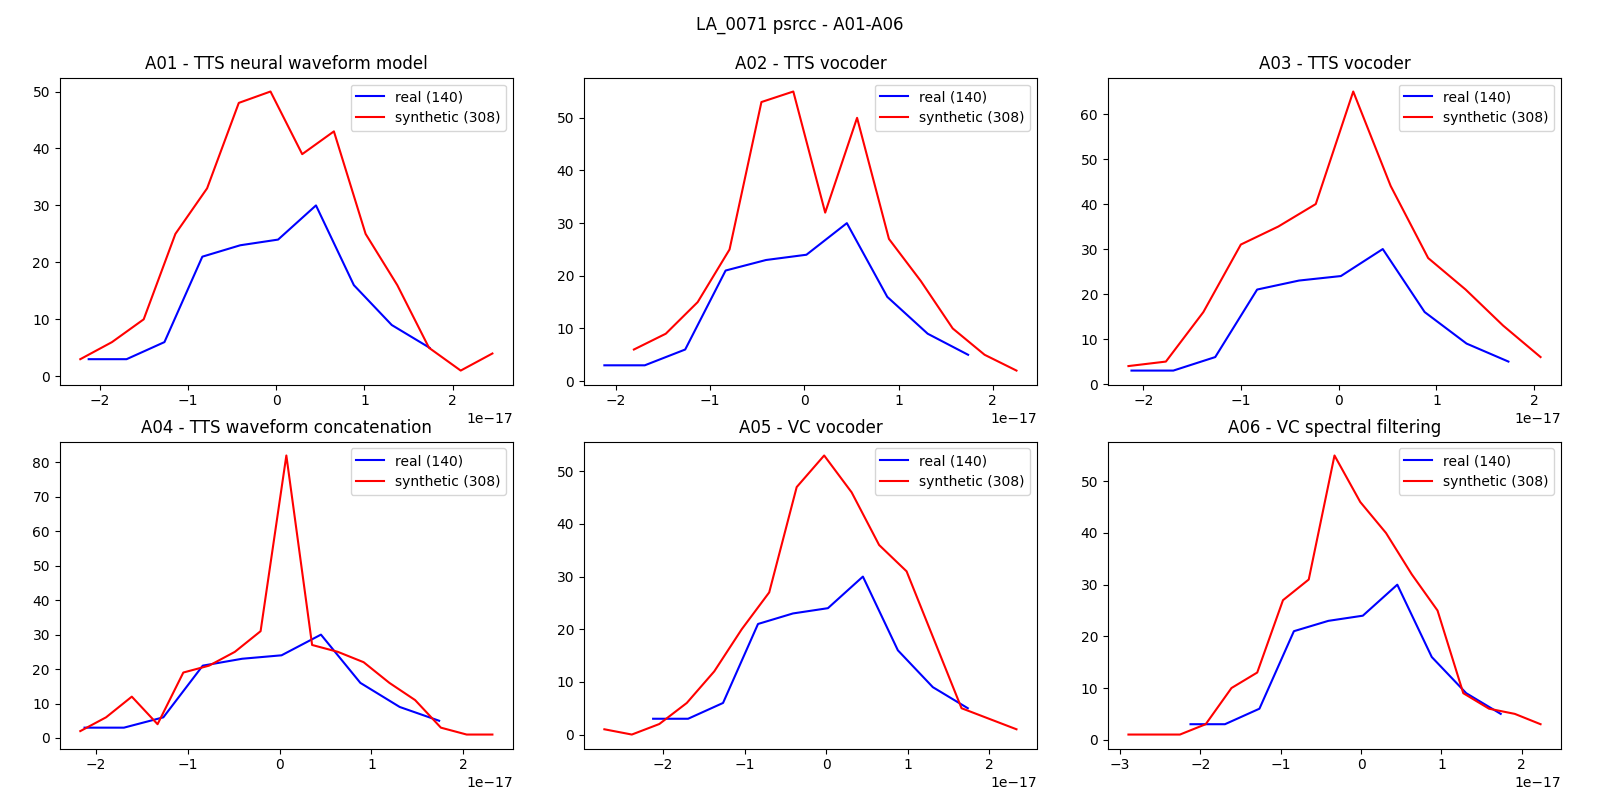 LA_0071 psrcc - A01-A06
A01 - TTS neural waveform model
50
40
30
20
10
0
−2
−1
0
1
2
1e−17
real (140)
synthetic (308)
A02 - TTS vocoder
50
40
30
20
10
0
−2
−1
0
1
2
1e−17
real (140)
synthetic (308)
A03 - TTS vocoder
60
50
40
30
20
10
0
−2
−1
0
1
2
1e−17
real (140)
synthetic (308)
A04 - TTS waveform concatenation
80
70
60
50
40
30
20
10
0
−2
−1
0
1
2
1e−17
real (140)
synthetic (308)
A05 - VC vocoder
50
40
30
20
10
0
−2
−1
0
1
2
1e−17
real (140)
synthetic (308)
A06 - VC spectral filtering
50
40
30
20
10
0
−3
−2
−1
0
1
2
1e−17
real (140)
synthetic (308)